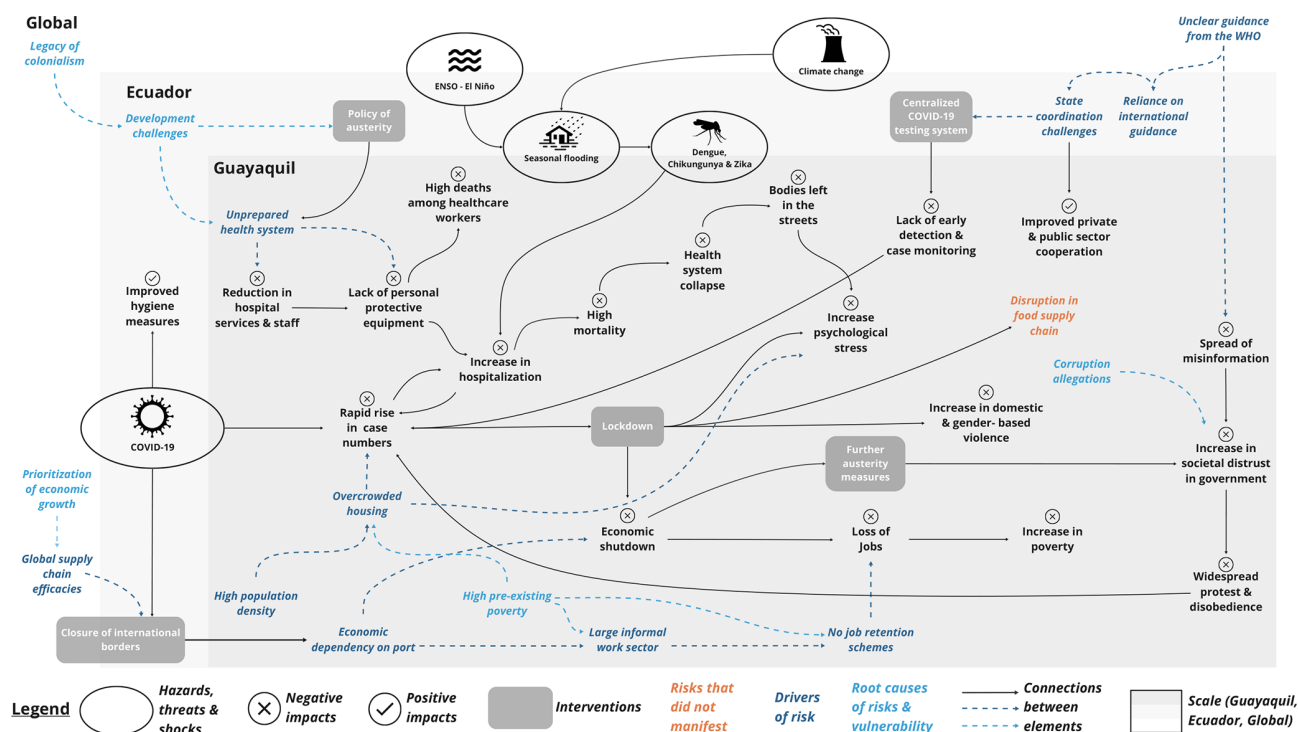 Global
Legacy of
colonialism
Unclear guidance
from the WHO
ENSO - El Niño
Climate change
Ecuador
Development
challenges
Policy of
austerity
Seasonal flooding
Dengue,
Chikungunya & Zika
Centralized
COVID-19
testing system
State
coordination
challenges
Reliance on
international
guidance
Guayaquil
High deaths
among healthcare
workers
Bodies left
in the
streets
Unprepared
health system
Lack of early
detection &
case monitoring
Improved private
& public sector
cooperation
Health
system
collapse
Improved
hygiene
measures
Reduction in
hospital
services & staff
Lack of personal
protective
equipment
High
mortality
Increase
psychological
stress
Disruption in
food supply
chain
Spread of
misinformation
Increase in
hospitalization
Corruption
allegations
COVID-19
Rapid rise
in case
numbers
Lockdown
Increase in domestic
& gender- based
violence
Further
austerity
measures
Increase in
societal distrust
in government
Prioritization
of economic
growth
Overcrowded
housing
Economic
shutdown
Loss of
Jobs
Increase in
poverty
Global supply
chain
efficacies
High population
density
High pre-existing
poverty
Widespread
protest &
disobedience
Closure of international
borders
Economic
dependency on port
Large informal
work sector
No job retention
schemes
Legend
Hazards,
threats &
shocks
Negative
impacts
Positive
impacts
Interventions
Risks that
did not
manifest
Drivers
of risk
Root causes
of risks &
vulnerability
Connections
between
elements
Scale (Guayaquil,
Ecuador, Global)